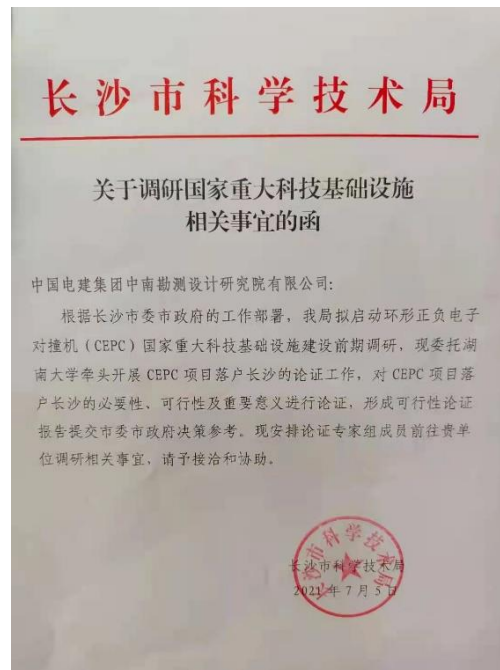 长沙市科学技术局
关于调研国家重大科技基础设施
相关事宜的函
中国电建集团中南勘测设计研究院有限公司:
根据长沙市委市政府的工作部署，我局拟启动环形正负电子
对撞机（CEPC）国家重大科技基础设施建设前期调研，现委托湖
南大学牵头开展 CEPC 项目落户长沙的论证工作，对 CEPC 项目落
户长沙的必要性、可行性及重要意义进行论证，形成可行性论证
报告提交市委市政府决策参考。现安排论证专家组成员前往贵单
位调研相关事宜，请予接洽和协助。
长沙市科学技术局
长沙市科学技术局
2021年7月5日